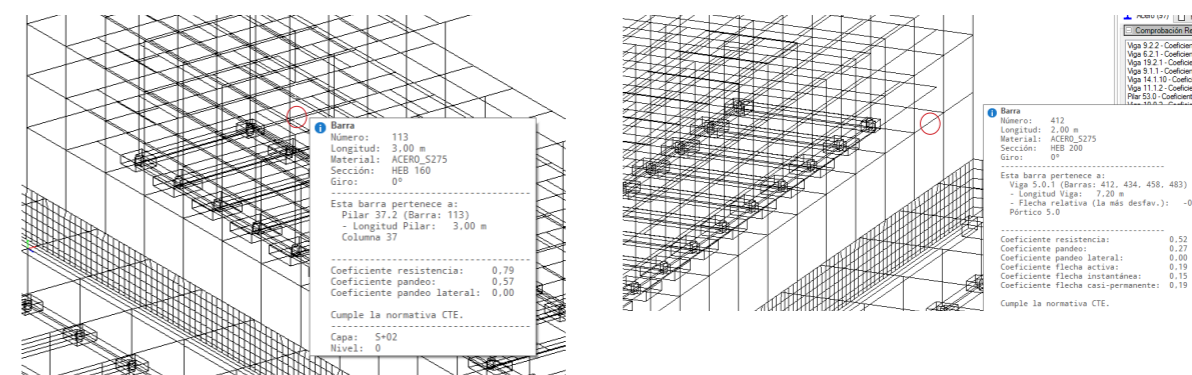 Barra
Número: 113
Longitud: 3.00 m
Material: ACERO_S275
Sección: HEB 160
Giro: 0º
Esta barra pertenece a:
Pilar 37.2 (Barra: 113)
- Longitud Pilar: 3,00 m
Columna 37
Coeficiente resistencia: 0,79
Coeficiente pandeo: 0,57
Coeficiente pandeo lateral: 0,00
Cumple la normativa CTE.
Capa: S+02
Nivel: 0
Comprobación Re
Viga 9.2.2 - Coeficien
Viga 6.2.1 - Coeficien
Viga 19.2.1 - Coeficie
Viga 9.1.1 - Coeficien
Viga 14.1.10 - Coefic
Viga 11.1.2 - Coeficie
Pilar 53.0 - Coeficient
Barra
Número: 412
Longitud: 2.00 m
Material: ACERO_S275
Sección: HEB 200
Giro: 0º
Esta barra pertenece a:
Viga 5.0.1 (Barras: 412, 434, 458, 483)
- Longitud Viga: 7,20 m
- Flecha relativa (la más desfav.): -0
Pórtico 5.0
Coeficiente resistencia: 0,52
Coeficiente pandeo: 0,27
Coeficiente pandeo lateral: 0,00
Coeficiente flecha activa: 0,19
Coeficiente flecha instantánea: 0,15
Coeficiente flecha casi-permanente: 0,19
Cumple la normativa CTE.